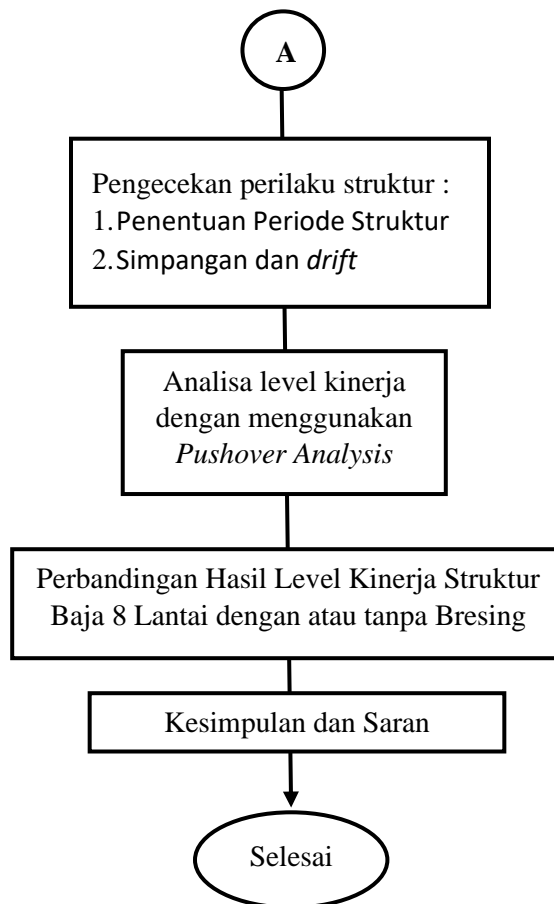 A
Pengecekan perilaku struktur :
1.Penentuan Periode Struktur
2.Simpangan dan drift
Analisa level kinerja
dengan menggunakan
Pushover Analysis
Perbandingan Hasil Level Kinerja Struktur
Baja 8 Lantai dengan atau tanpa Bresing
Kesimpulan dan Saran
Selesai